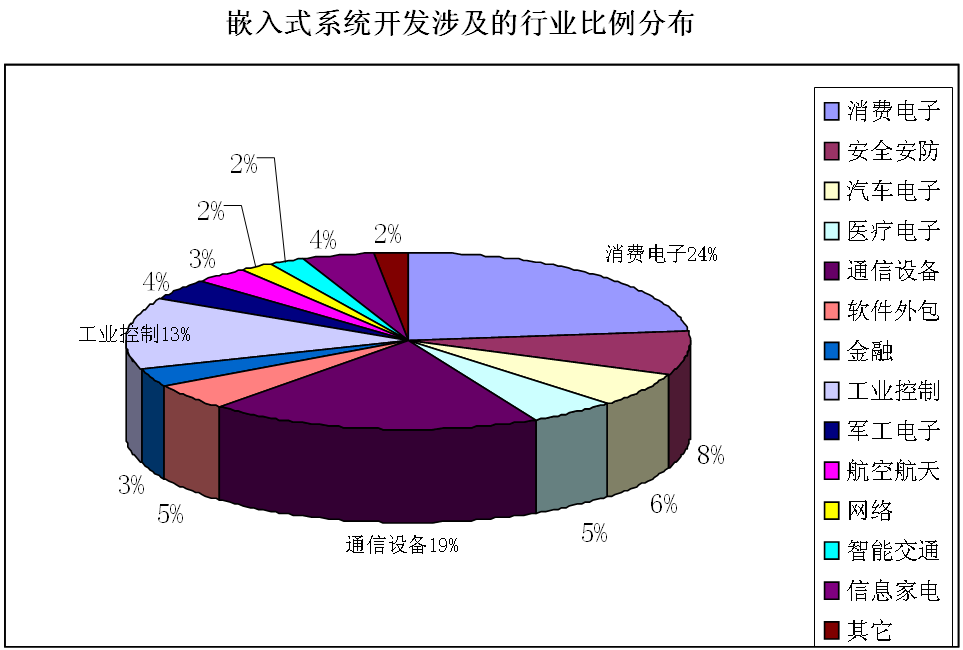 嵌入式系统开发涉及的行业比例分布
2%
2%
4%
2%
3%
4%
消费电子24%
工业控制13%
8%
3%
5%
6%
5%
通信设备19%
消费电子
安全安防
汽车电子
医疗电子
通信设备
软件外包
金融
工业控制
军工电子
航空航天
网络
智能交通
信息家电
其它